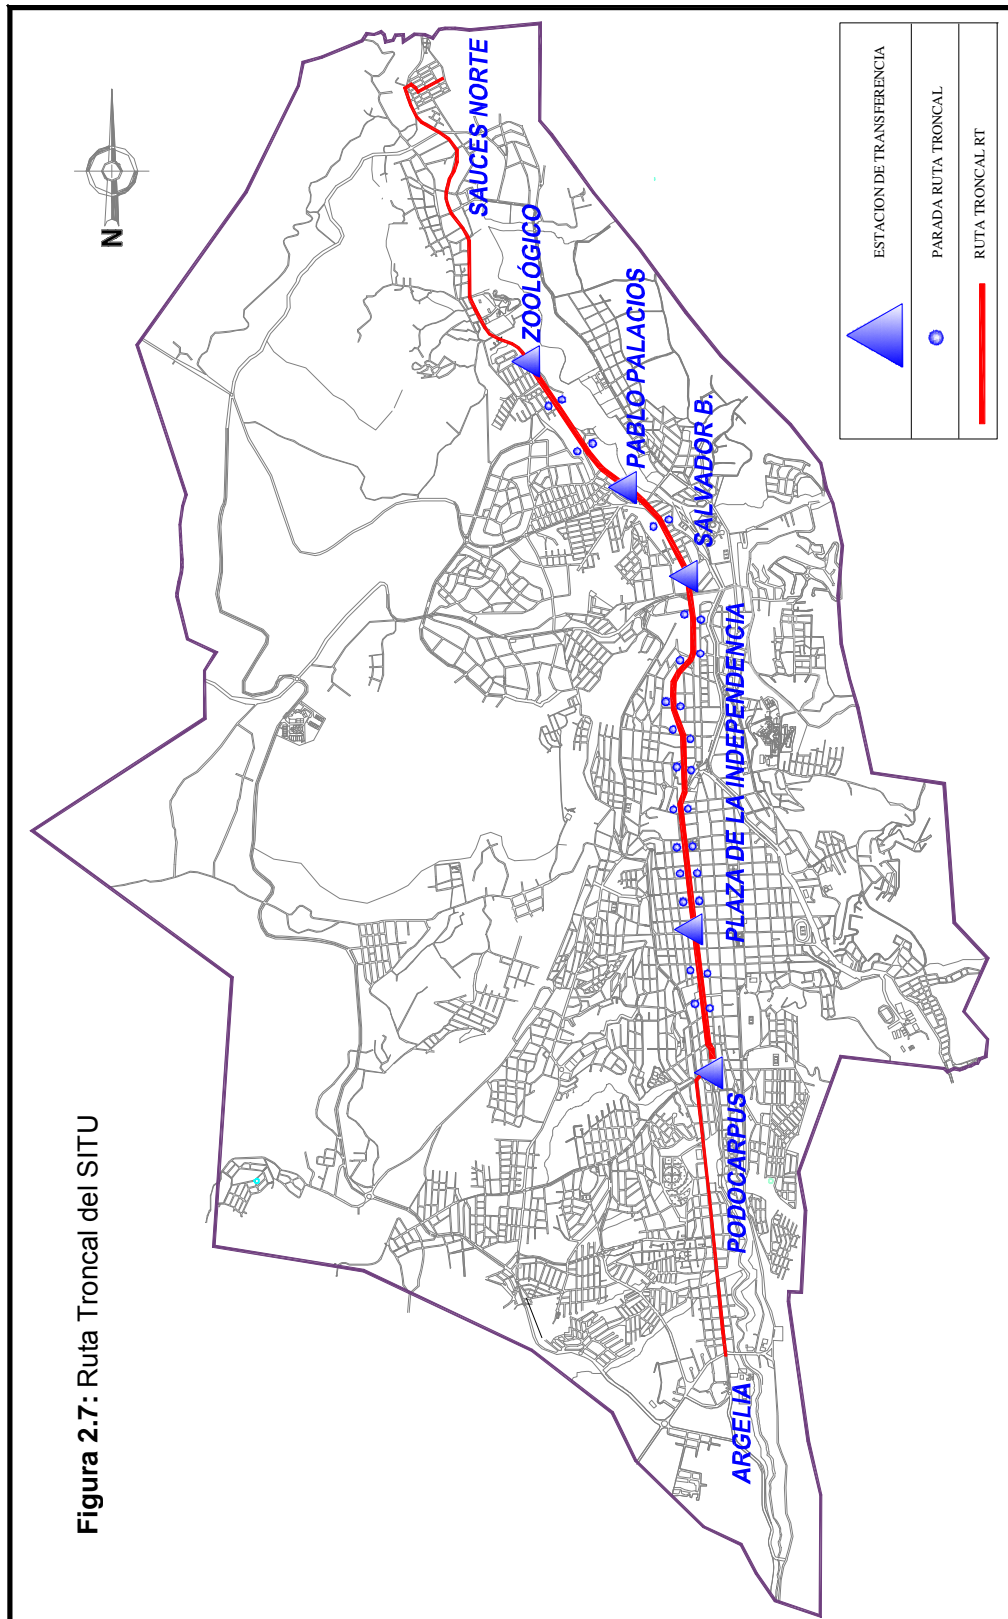 Figura 2.7: Ruta Troncal del SITU
N
ARGELIA
PODOCARPUS
PLAZA DE LA INDEPENDENCIA
SALVADOR B.
PABLO PALACIOS
ZOOLÓGICO
SAUCES NORTE
ESTACION DE TRANSFERENCIA
PARADA RUTA TRONCAL
RUTA TRONCAL RT